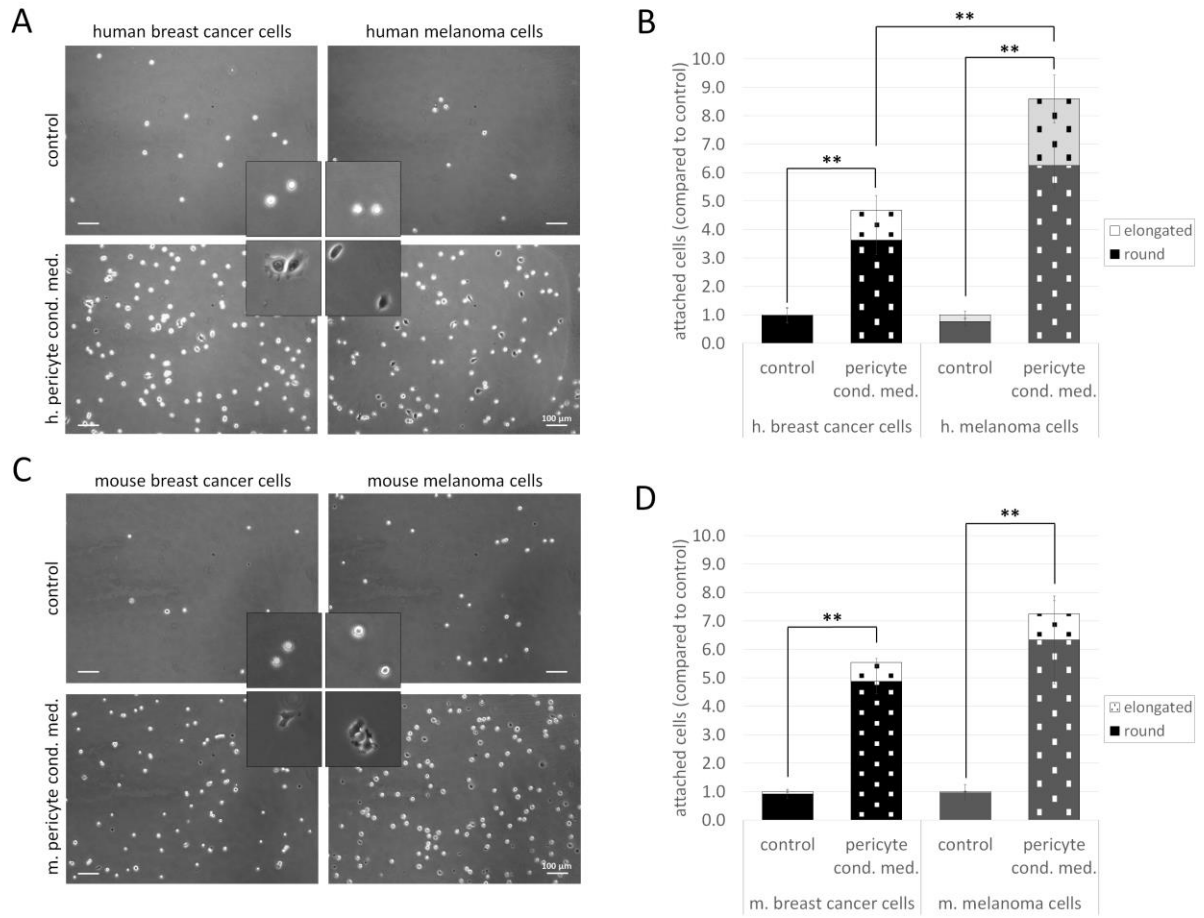 A
human breast cancer cells
human melanoma cells
control
h. pericyte cond. med.
100 µm
B
**
**
**
attached cells (compared to control)
10.0
9.0
8.0
7.0
6.0
5.0
4.0
3.0
2.0
1.0
0.0
control
pericyte
cond. med.
control
pericyte
cond. med.
h. breast cancer cells
h. melanoma cells
elongated
round
C
mouse breast cancer cells
mouse melanoma cells
control
m. pericyte cond. med.
100 µm
D
**
**
attached cells (compared to control)
10.0
9.0
8.0
7.0
6.0
5.0
4.0
3.0
2.0
1.0
0.0
control
pericyte
cond. med.
control
pericyte
cond. med.
m. breast cancer cells
m. melanoma cells
elongated
round